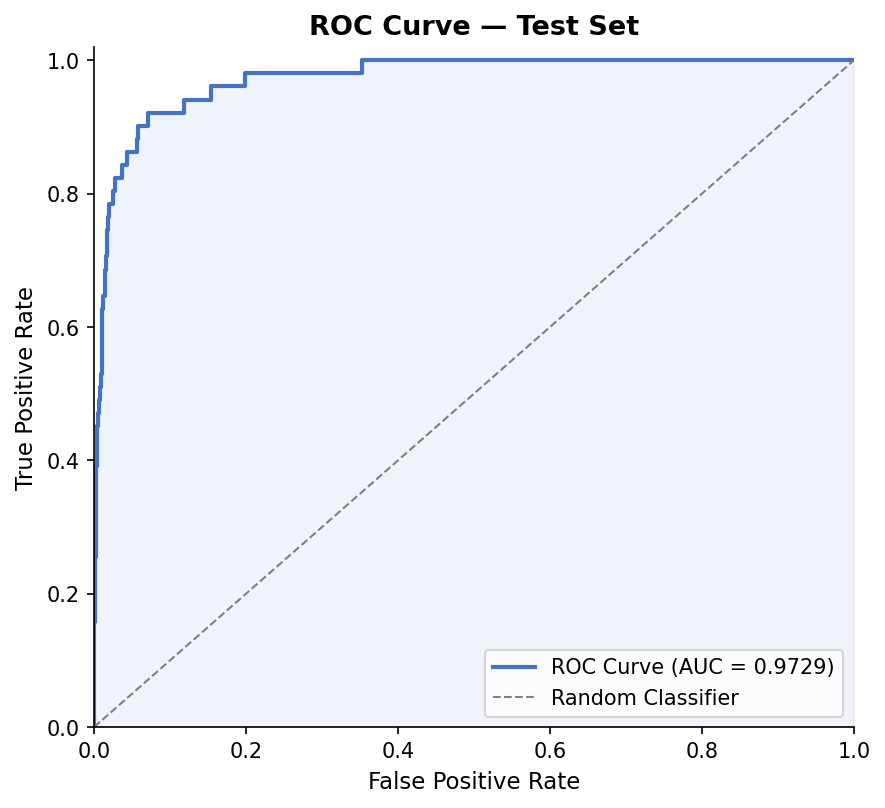 ROC Curve — Test Set
True Positive Rate
1.0
0.8
0.6
0.4
0.2
0.0
ROC Curve (AUC = 0.9729)
Random Classifier
0.0 0.2 0.4 0.6 0.8 1.0
False Positive Rate